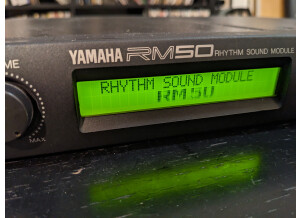 YAMAHA RM50 RHYTHM SOUND MODULE
RHYTHM SOUND MODULE
RM50
MAX